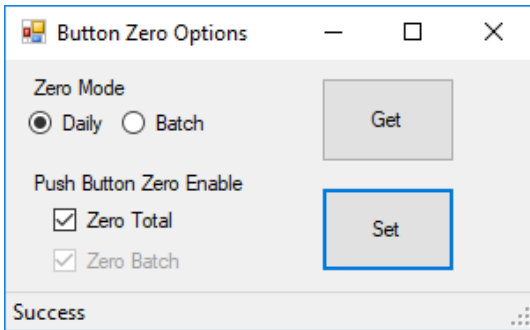 Button Zero Options
Zero Mode
Daily Batch
Get
Push Button Zero Enable
Zero Total
Set
Zero Batch
Success